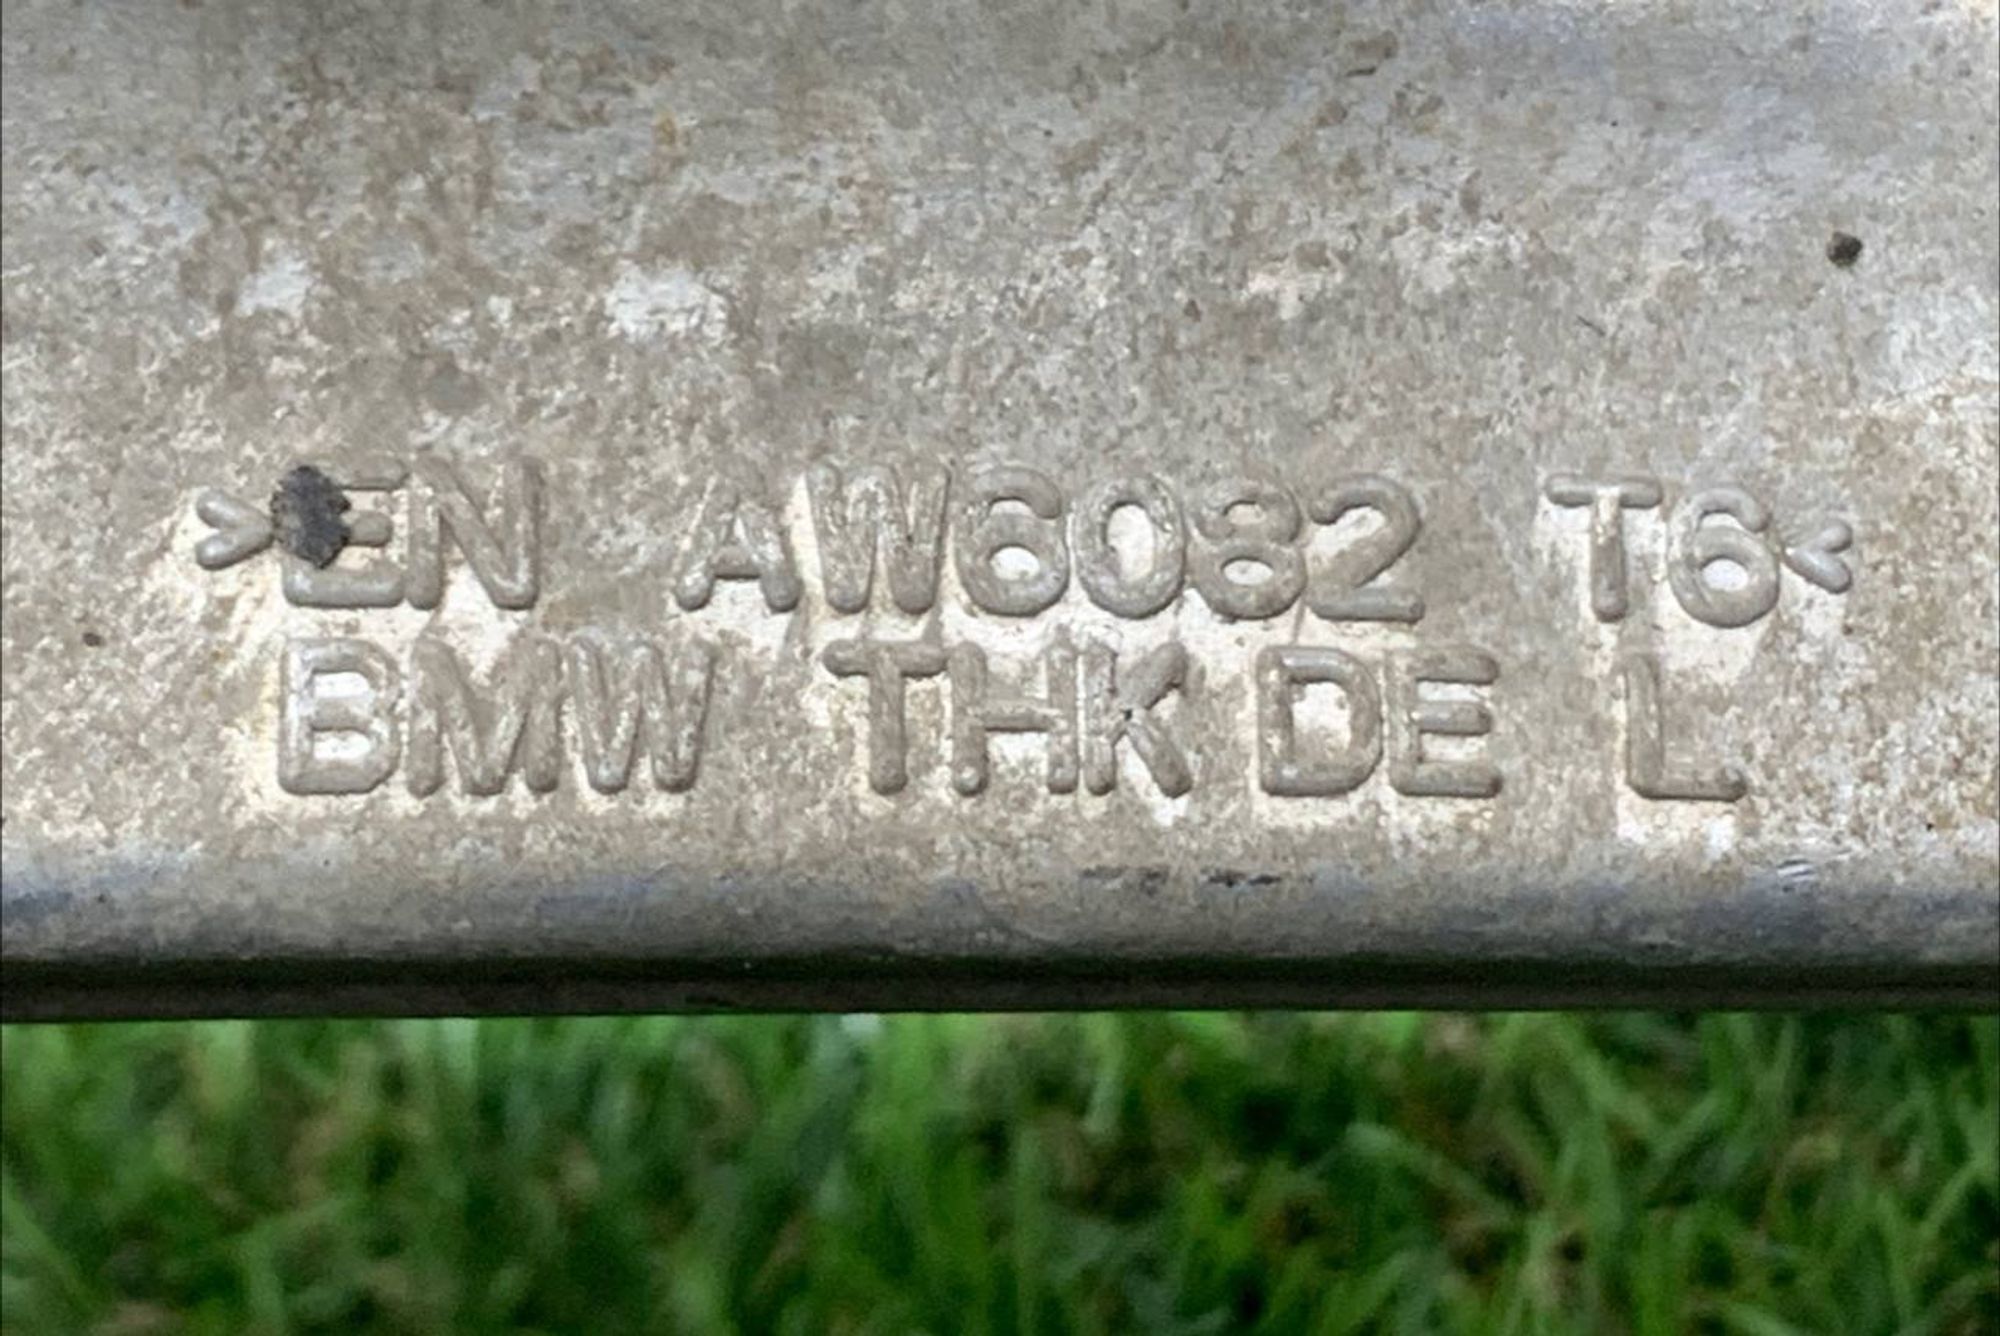 >EN AW6082 T6<
BMW THK DE L